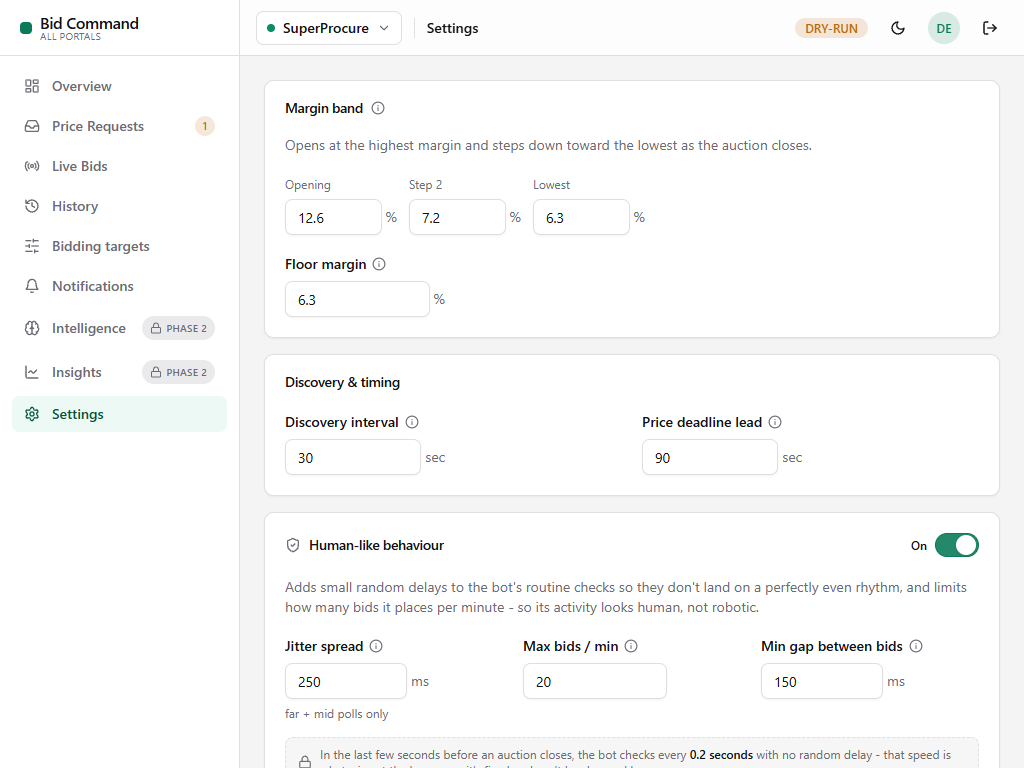 Bid Command
ALL PORTALS
SuperProcure
Settings
DRY-RUN
DE
Overview
Price Requests
1
Live Bids
History
Bidding targets
Notifications
Intelligence
PHASE 2
Insights
PHASE 2
Settings
Margin band
Opens at the highest margin and steps down toward the lowest as the auction closes.
Opening Step 2 Lowest
12.6 % 7.2 % 6.3 %
Floor margin
6.3 %
Discovery & timing
Discovery interval Price deadline lead
30 sec 90 sec
Human-like behaviour
On
Adds small random delays to the bot's routine checks so they don't land on a perfectly even rhythm, and limits
how many bids it places per minute - so its activity looks human, not robotic.
Jitter spread Max bids / min Min gap between bids
250 ms 20 150 ms
far + mid polls only
In the last few seconds before an auction closes, the bot checks every 0.2 seconds with no random delay - that speed is